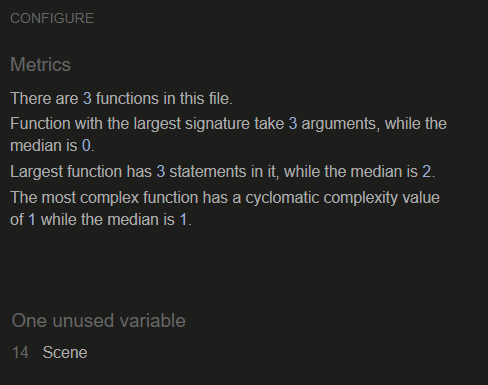 CONFIGURE
Metrics
There are 3 functions in this file.
Function with the largest signature take 3 arguments, while the
median is 0.
Largest function has 3 statements in it, while the median is 2.
The most complex function has a cyclomatic complexity value
of 1 while the median is 1.
One unused variable
14 Scene